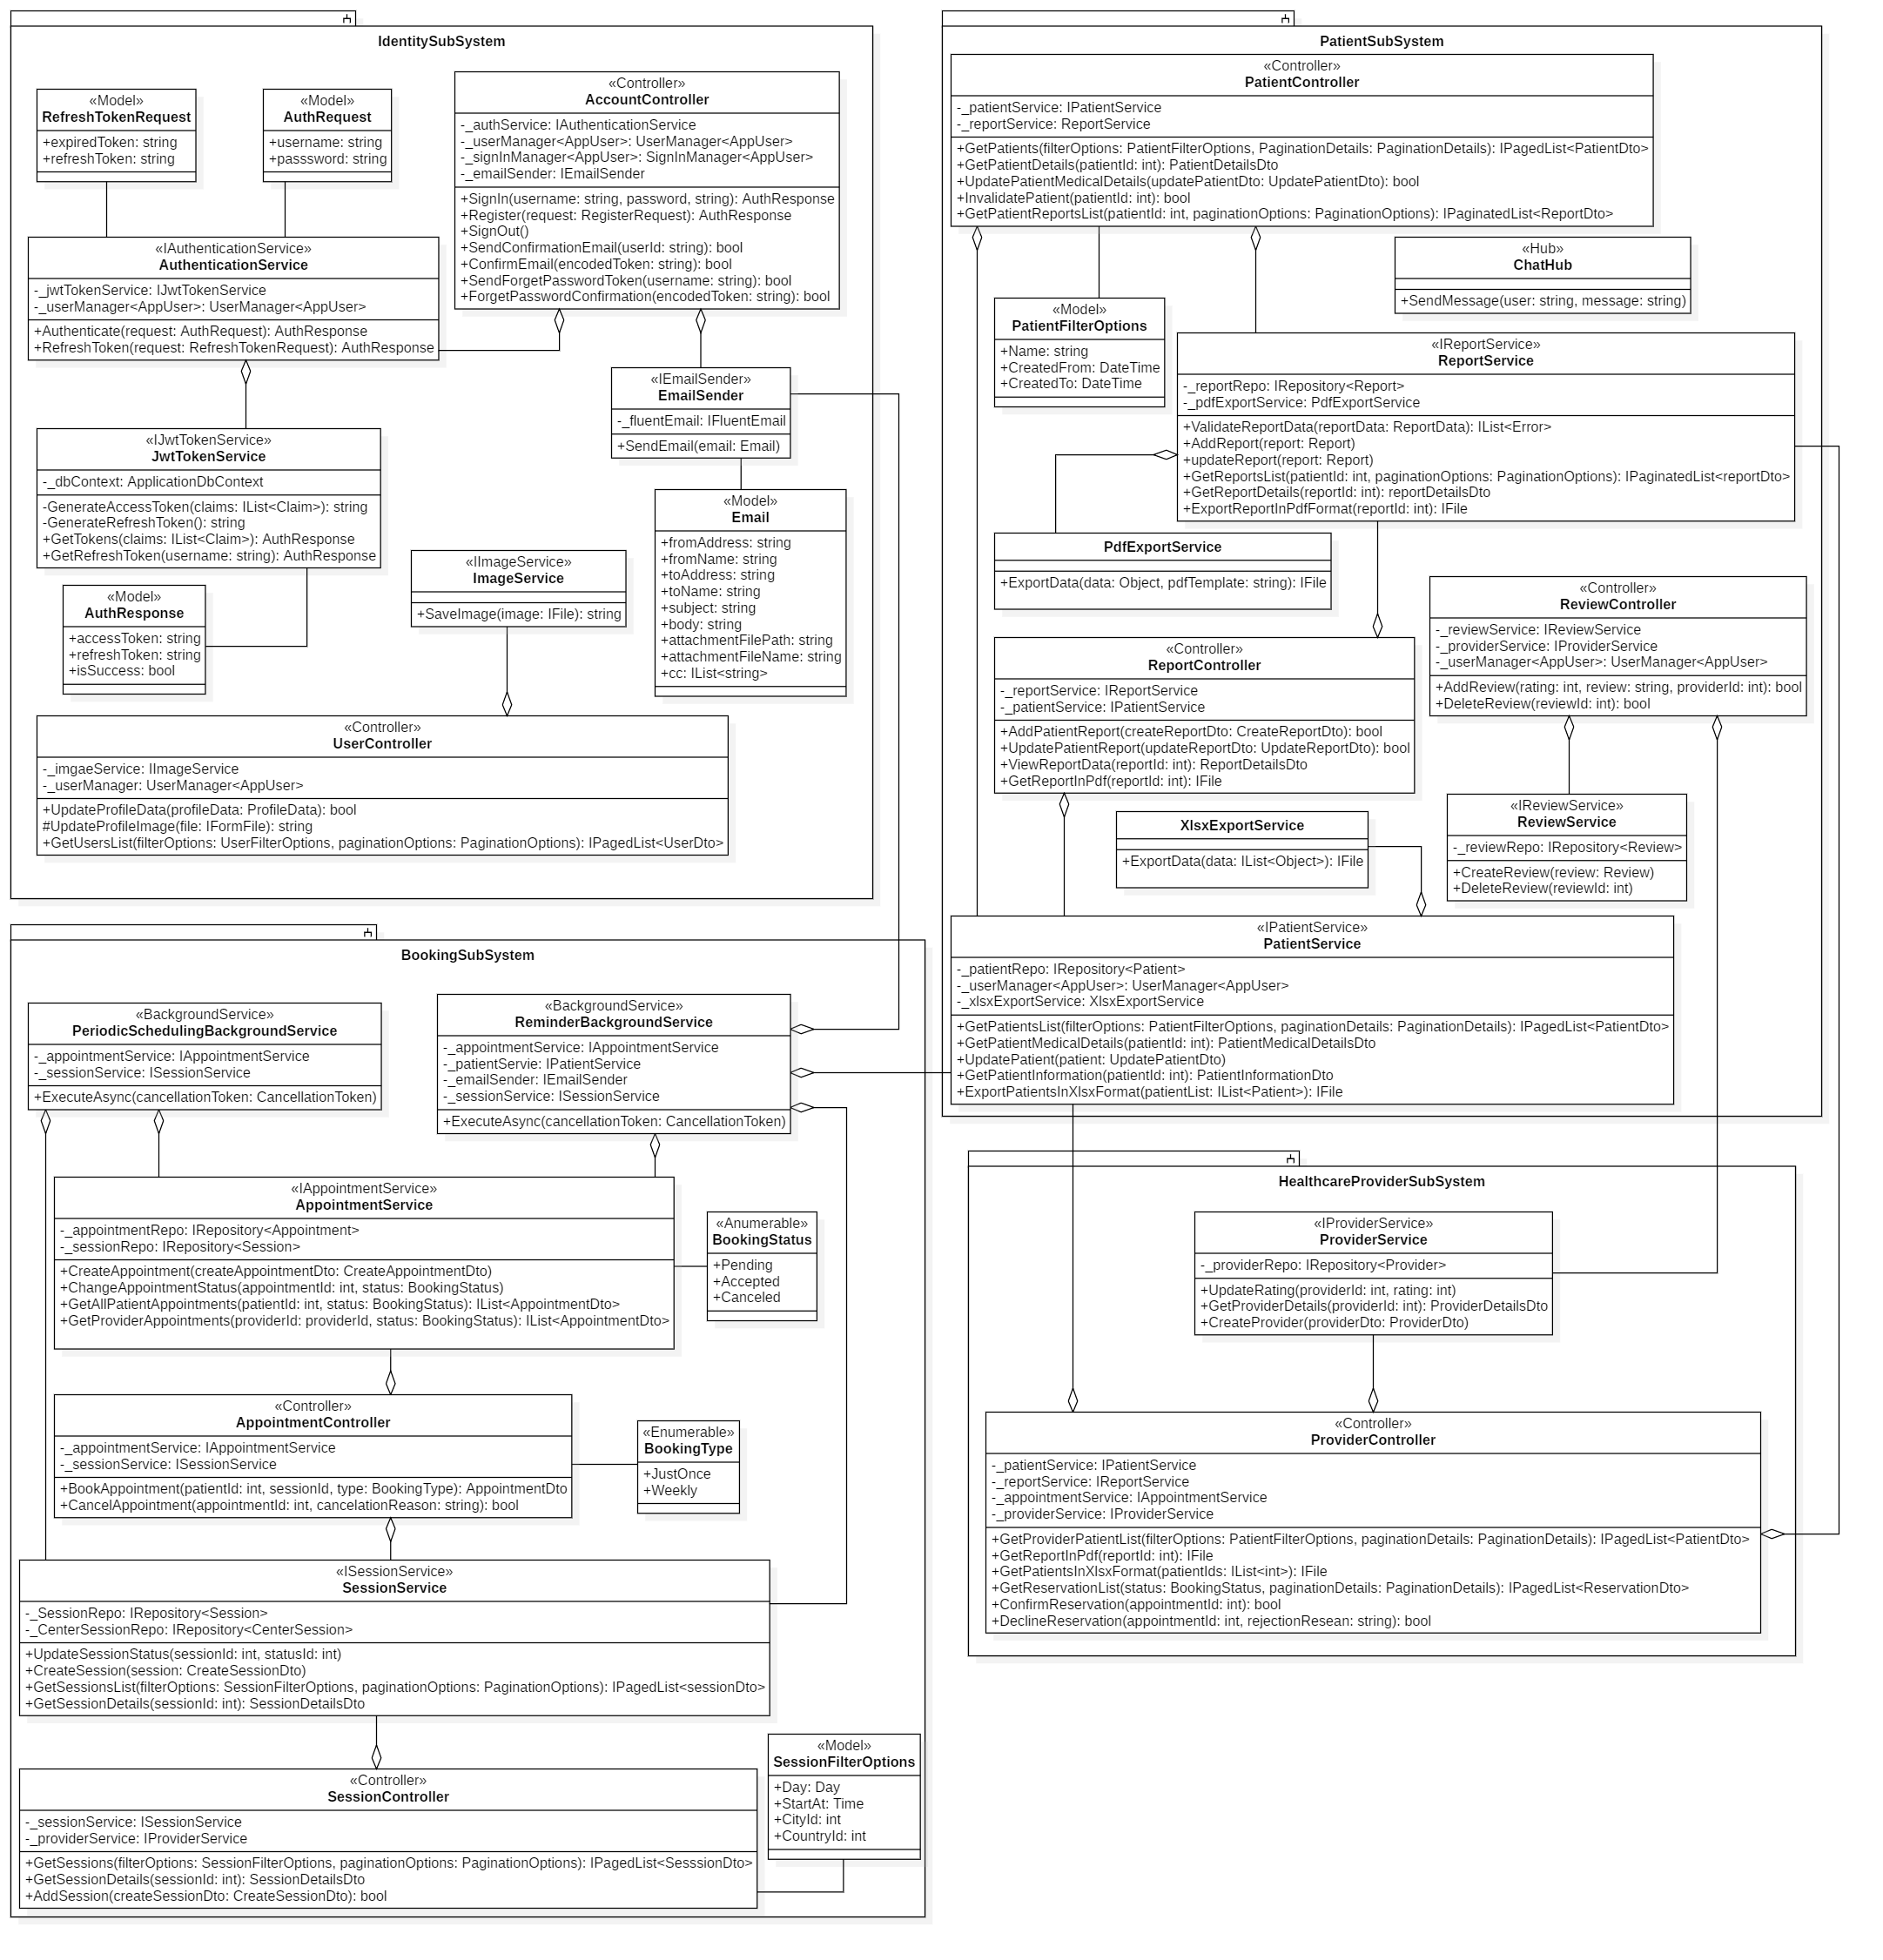 IdentitySubSystem
«Model»
RefreshTokenRequest
+expiredToken: string
+refreshToken: string
«Model»
AuthRequest
+username: string
+passsword: string
«Controller»
AccountController
-_authService: IAuthenticationService
-_userManager<AppUser>: UserManager<AppUser>
-_signInManager<AppUser>: SignInManager<AppUser>
-_emailSender: IEmailSender
+SignIn(username: string, password, string): AuthResponse
+Register(request: RegisterRequest): AuthResponse
+SignOut()
+SendConfirmationEmail(userId: string): bool
+ConfirmEmail(encodedToken: string): bool
+SendForgetPasswordToken(username: string): bool
+ForgetPasswordConfirmation(encodedToken: string): bool
«IAuthenticationService»
AuthenticationService
-_jwtTokenService: IJwtTokenService
-_userManager<AppUser>: UserManager<AppUser>
+Authenticate(request: AuthRequest): AuthResponse
+RefreshToken(request: RefreshTokenRequest): AuthResponse
«IEmailSender»
EmailSender
-_fluentEmail: IFluentEmail
+SendEmail(email: Email)
«IJwtTokenService»
JwtTokenService
-_dbContext: ApplicationDbContext
-GenerateAccessToken(claims: IList<Claim>): string
-GenerateRefreshToken(): string
+GetTokens(claims: IList<Claim>): AuthResponse
+GetRefreshToken(username: string): AuthResponse
«Model»
Email
+fromAddress: string
+fromName: string
+toAddress: string
+toName: string
+subject: string
+body: string
+attachmentFilePath: string
+attachmentFileName: string
+cc: IList<string>
«IImageService»
ImageService
+SaveImage(image: IFile): string
«Model»
AuthResponse
+accessToken: string
+refreshToken: string
+isSuccess: bool
«Controller»
UserController
-_imgaeService: IImageService
-_userManager: UserManager<AppUser>
+UpdateProfileData(profileData: ProfileData): bool
#UpdateProfileImage(file: IFormFile): string
+GetUsersList(filterOptions: UserFilterOptions, paginationOptions: PaginationOptions): IPagedList<UserDto>
PatientSubSystem
«Controller»
PatientController
-_patientService: IPatientService
-_reportService: ReportService
+GetPatients(filterOptions: PatientFilterOptions, PaginationDetails: PaginationDetails): IPagedList<PatientDto>
+GetPatientDetails(patientId: int): PatientDetailsDto
+UpdatePatientMedicalDetails(updatePatientDto: UpdatePatientDto): bool
+InvalidatePatient(patientId: int): bool
+GetPatientReportsList(patientId: int, paginationOptions: PaginationOptions): IPaginatedList<ReportDto>
«Hub»
ChatHub
+SendMessage(user: string, message: string)
«Model»
PatientFilterOptions
+Name: string
+CreatedFrom: DateTime
+CreatedTo: DateTime
«IReportService»
ReportService
-_reportRepo: IRepository<Report>
-_pdfExportService: PdfExportService
+ValidateReportData(reportData: ReportData): IList<Error>
+AddReport(report: Report)
+updateReport(report: Report)
+GetReportsList(patientId: int, paginationOptions: PaginationOptions): IPaginatedList<reportDto>
+GetReportDetails(reportId: int): reportDetailsDto
+ExportReportInPdfFormat(reportId: int): IFile
PdfExportService
+ExportData(data: Object, pdfTemplate: string): IFile
«Controller»
ReviewController
-_reviewService: IReviewService
-_providerService: IProviderService
-_userManager<AppUser>: UserManager<AppUser>
+AddReview(rating: int, review: string, providerId: int): bool
+DeleteReview(reviewId: int): bool
«Controller»
ReportController
-_reportService: IReportService
-_patientService: IPatientService
+AddPatientReport(createReportDto: CreateReportDto): bool
+UpdatePatientReport(updateReportDto: UpdateReportDto): bool
+ViewReportData(reportId: int): ReportDetailsDto
+GetReportInPdf(reportId: int): IFile
«IReviewService»
ReviewService
-_reviewRepo: IRepository<Review>
+CreateReview(review: Review)
+DeleteReview(reviewId: int)
XlsxExportService
+ExportData(data: IList<Object>): IFile
«IPatientService»
PatientService
-_patientRepo: IRepository<Patient>
-_userManager<AppUser>: UserManager<AppUser>
-_xlsxExportService: XlsxExportService
+GetPatientsList(filterOptions: PatientFilterOptions, paginationDetails: PaginationDetails): IPagedList<PatientDto>
+GetPatientMedicalDetails(patientId: int): PatientMedicalDetailsDto
+UpdatePatient(patient: UpdatePatientDto)
+GetPatientInformation(patientId: int): PatientInformationDto
+ExportPatientsInXlsxFormat(patientList: IList<Patient>): IFile
BookingSubSystem
«BackgroundService»
PeriodicSchedulingBackgroundService
-_appointmentService: IAppointmentService
-_sessionService: ISessionService
+ExecuteAsync(cancellationToken: CancellationToken)
«BackgroundService»
ReminderBackgroundService
-_appointmentService: IAppointmentService
-_patientServie: IPatientService
-_emailSender: IEmailSender
-_sessionService: ISessionService
+ExecuteAsync(cancellationToken: CancellationToken)
«IAppointmentService»
AppointmentService
-_appointmentRepo: IRepository<Appointment>
-_sessionRepo: IRepository<Session>
+CreateAppointment(createAppointmentDto: CreateAppointmentDto)
+ChangeAppointmentStatus(appointmentId: int, status: BookingStatus)
+GetAllPatientAppointments(patientId: int, status: BookingStatus): IList<AppointmentDto>
+GetProviderAppointments(providerId: providerId, status: BookingStatus): IList<AppointmentDto>
«Anumerable»
BookingStatus
+Pending
+Accepted
+Canceled
«Controller»
AppointmentController
-_appointmentService: IAppointmentService
-_sessionService: ISessionService
+BookAppointment(patientId: int, sessionId, type: BookingType): AppointmentDto
+CancelAppointment(appointmentId: int, cancelationReason: string): bool
«Enumerable»
BookingType
+JustOnce
+Weekly
«ISessionService»
SessionService
-_SessionRepo: IRepository<Session>
-_CenterSessionRepo: IRepository<CenterSession>
+UpdateSessionStatus(sessionId: int, statusId: int)
+CreateSession(session: CreateSessionDto)
+GetSessionsList(filterOptions: SessionFilterOptions, paginationOptions: PaginationOptions): IPagedList<sessionDto>
+GetSessionDetails(sessionId: int): SessionDetailsDto
«Model»
SessionFilterOptions
+Day: Day
+StartAt: Time
+CityId: int
+CountryId: int
«Controller»
SessionController
-_sessionService: ISessionService
-_providerService: IProviderService
+GetSessions(filterOptions: SessionFilterOptions, paginationOptions: PaginationOptions): IPagedList<SesssionDto>
+GetSessionDetails(sessionId: int): SessionDetailsDto
+AddSession(createSessionDto: CreateSessionDto): bool
HealthcareProviderSubSystem
«IProviderService»
ProviderService
-_providerRepo: IRepository<Provider>
+UpdateRating(providerId: int, rating: int)
+GetProviderDetails(providerId: int): ProviderDetailsDto
+CreateProvider(providerDto: ProviderDto)
«Controller»
ProviderController
-_patientService: IPatientService
-_reportService: IReportService
-_appointmentService: IAppointmentService
-_providerService: IProviderService
+GetProviderPatientList(filterOptions: PatientFilterOptions, paginationDetails: PaginationDetails): IPagedList<PatientDto>
+GetReportInPdf(reportId: int): IFile
+GetPatientsInXlsxFormat(patientIds: IList<int>): IFile
+GetReservationList(status: BookingStatus, paginationDetails: PaginationDetails): IPagedList<ReservationDto>
+ConfirmReservation(appointmentId: int): bool
+DeclineReservation(appointmentId: int, rejectionResean: string): bool